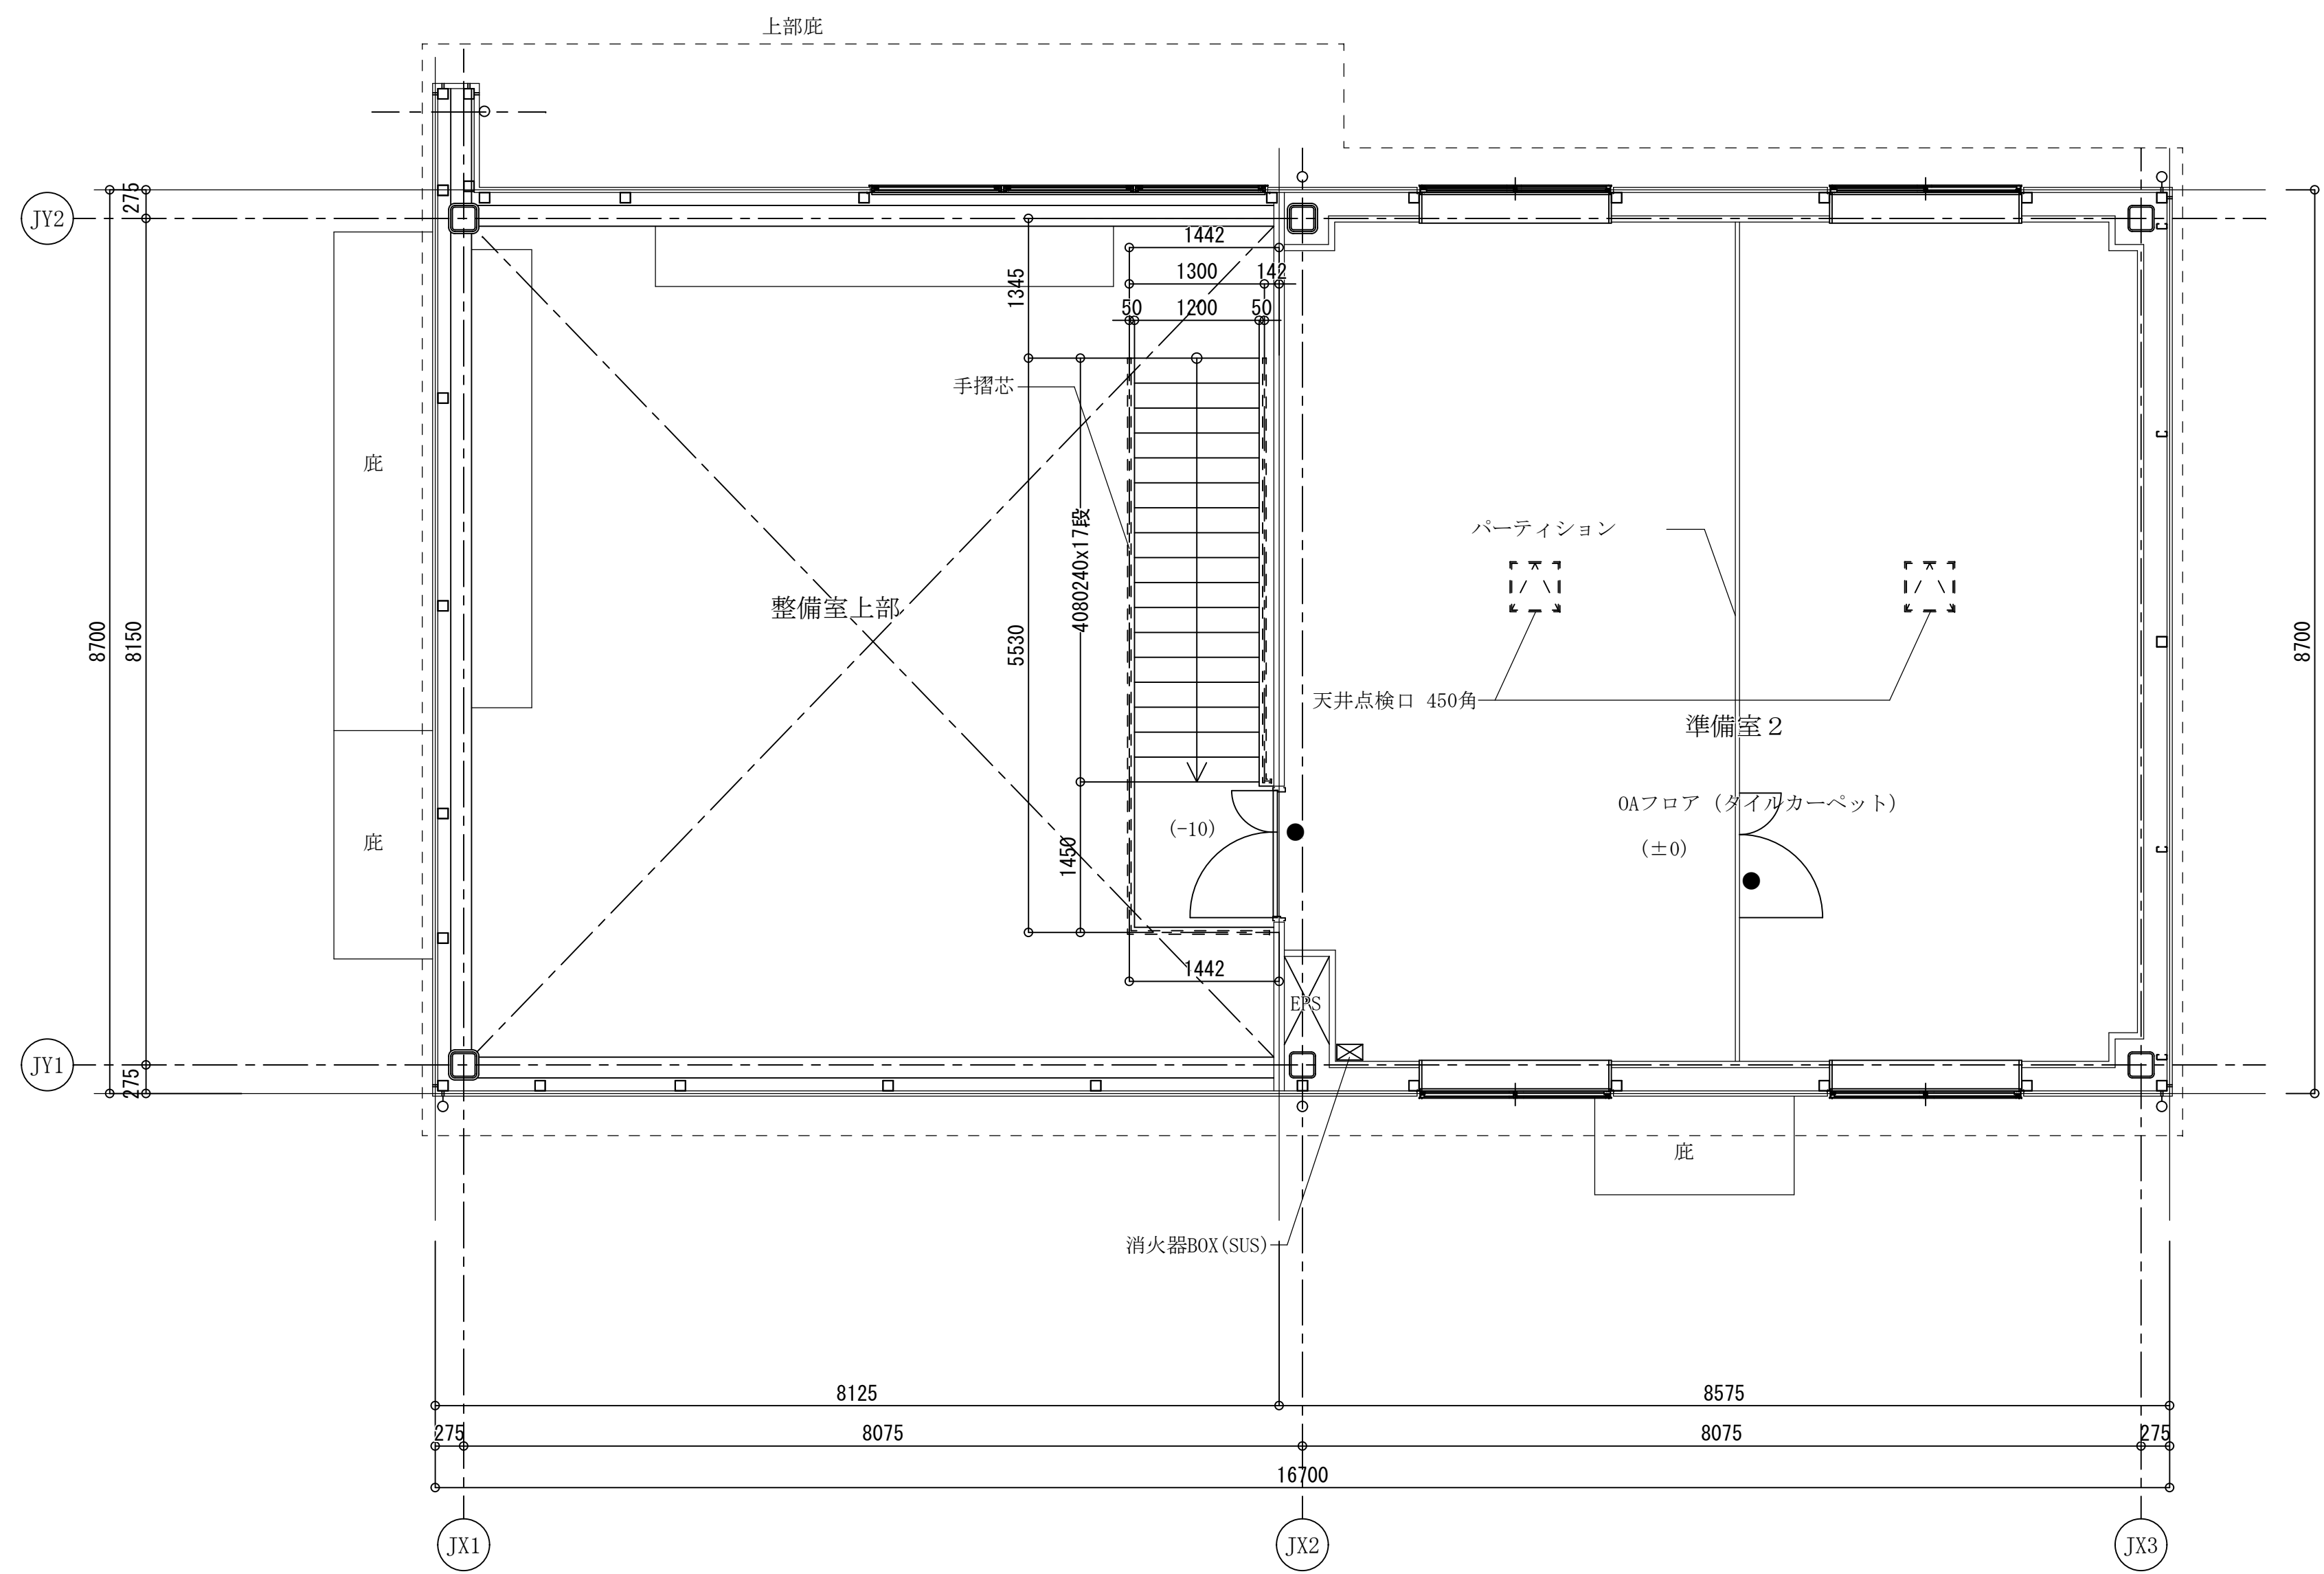 上部庇
JY2
275
1442
1300
142
50
1200
50
1345
手摺芯
庇
パーティション
4080240x17段
整備室上部
5530
8700
8150
8700
天井点検口 450角
準備室２
OAフロア（タイルカーペット）
(-10)
(±0)
庇
1450
1442
EPS
JY1
275
庇
消火器BOX(SUS)
8125
8575
275
8075
8075
275
16700
JX1
JX2
JX3